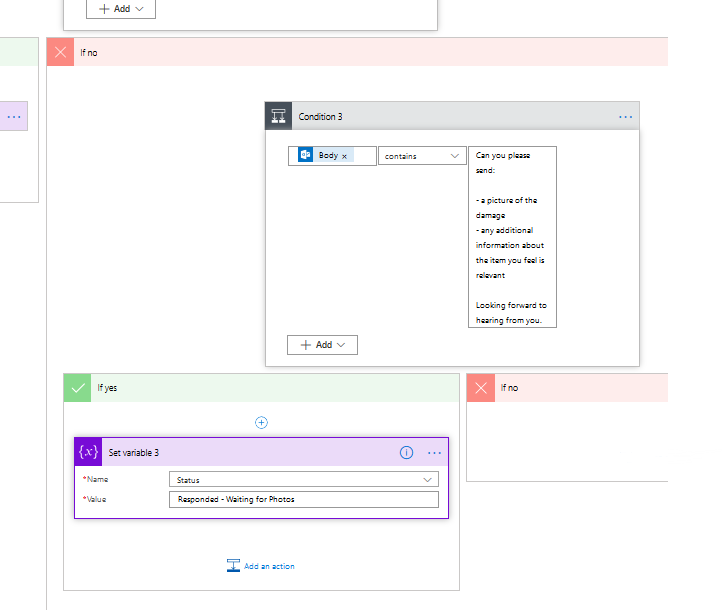 Add
If no
Condition 3
Body x
contains
Can you please
send:
- a picture of the
damage
- any additional
information about
the item you feel is
relevant
Looking forward to
hearing from you.
Add
If yes
If no
{x} Set variable 3
*Name
Status
*Value
Responded - Waiting for Photos
Add an action